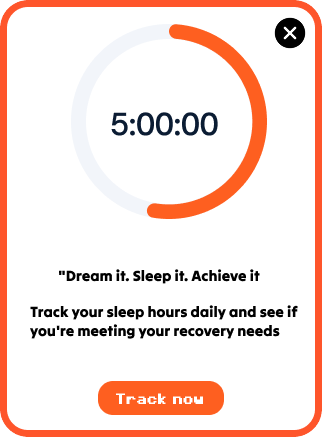 5:00:00
"Dream it. Sleep it. Achieve it
Track your sleep hours daily and see if
you're meeting your recovery needs
Track now